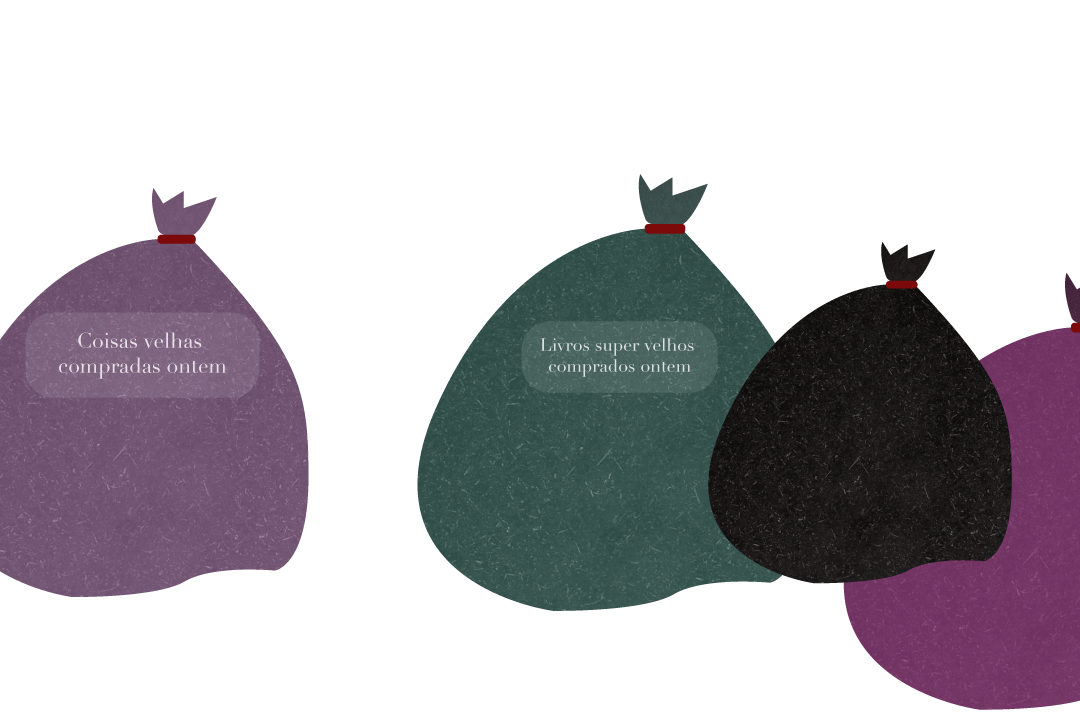 Coisas velhas
compradas ontem
Livros super velhos
comprados ontem